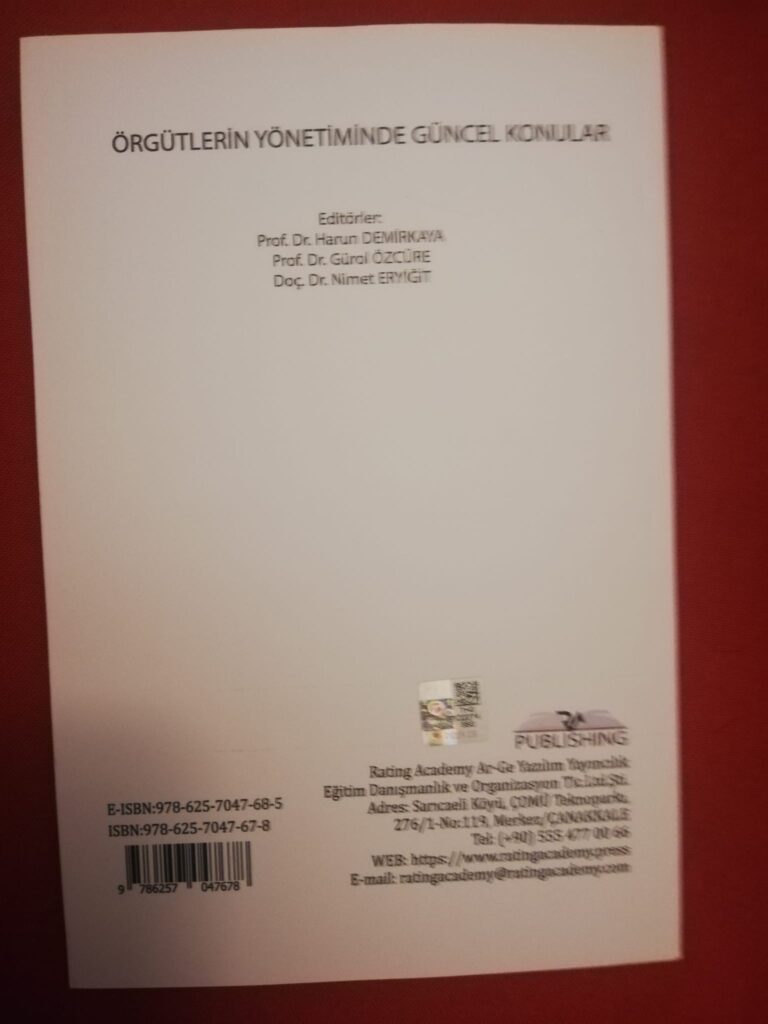 ÖRGÜTLERİN YÖNETİMİNDE GÜNCEL KONULAR
Editörler:
Prof. Dr. Harun DEMİRKAYA
Prof. Dr. Gürol ÖZCÜRE
Doç. Dr. Nimet ERYİĞİT
RA
PUBLISHING
Rating Academy Ar-Ge Yazılım Yayıncılık
Eğitim Danışmanlık ve Organizasyon Tic.Ltd.Şti.
Adres: Sarıcaeli Köyü, ÇOMÜ Teknoparkı,
276/1-No:119, Merkez/ÇANAKKALE
Tel: (+90) 555 477 00 66
WEB: https://www.ratingacademy.press
E-mail: ratingacademy@ratingacademy.com
E-ISBN:978-625-7047-68-5
ISBN:978-625-7047-67-8
9 786257 047678